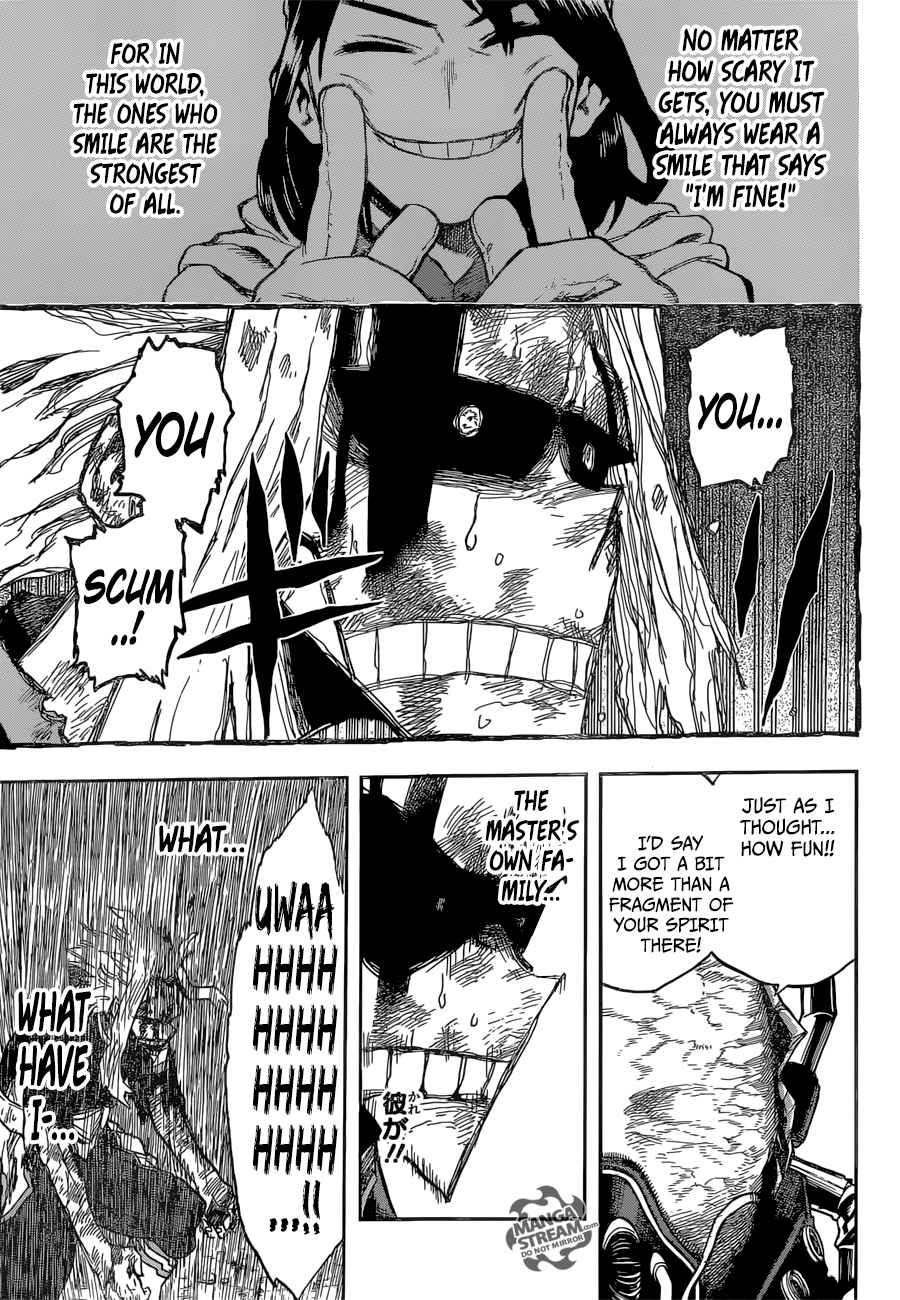 NO MATTER
HOW SCARY IT
GETS, YOU MUST
ALWAYS WEAR A
SMILE THAT SAYS
"I'M FINE!"
FOR IN
THIS WORLD,
THE ONES WHO
SMILE ARE THE
STRONGEST
OF ALL.
YOU...
YOU
SCUM
..!
JUST AS I
THOUGHT...
HOW FUN!!
I'D SAY
I GOT A BIT
MORE THAN A
FRAGMENT OF
YOUR SPIRIT
THERE!
THE
MASTER'S
OWN FA-
MILY...
彼が!!
かれ
UWAA
HHHH
HHHH
HHHH
HHHH
...!!
WHAT...
WHAT
HAVE
I-...
MANGA
STREAM.com
DO NOT MIRROR!